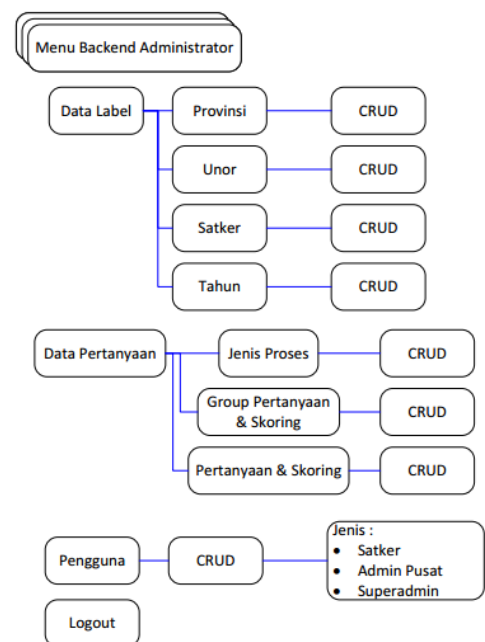 Menu Backend Administrator
Data Label
Provinsi
CRUD
Unor
CRUD
Satker
CRUD
Tahun
CRUD
Data Pertanyaan
Jenis Proses
CRUD
Group Pertanyaan
& Skoring
CRUD
Pertanyaan & Skoring
CRUD
Pengguna
CRUD
Jenis :
• Satker
• Admin Pusat
• Superadmin
Logout